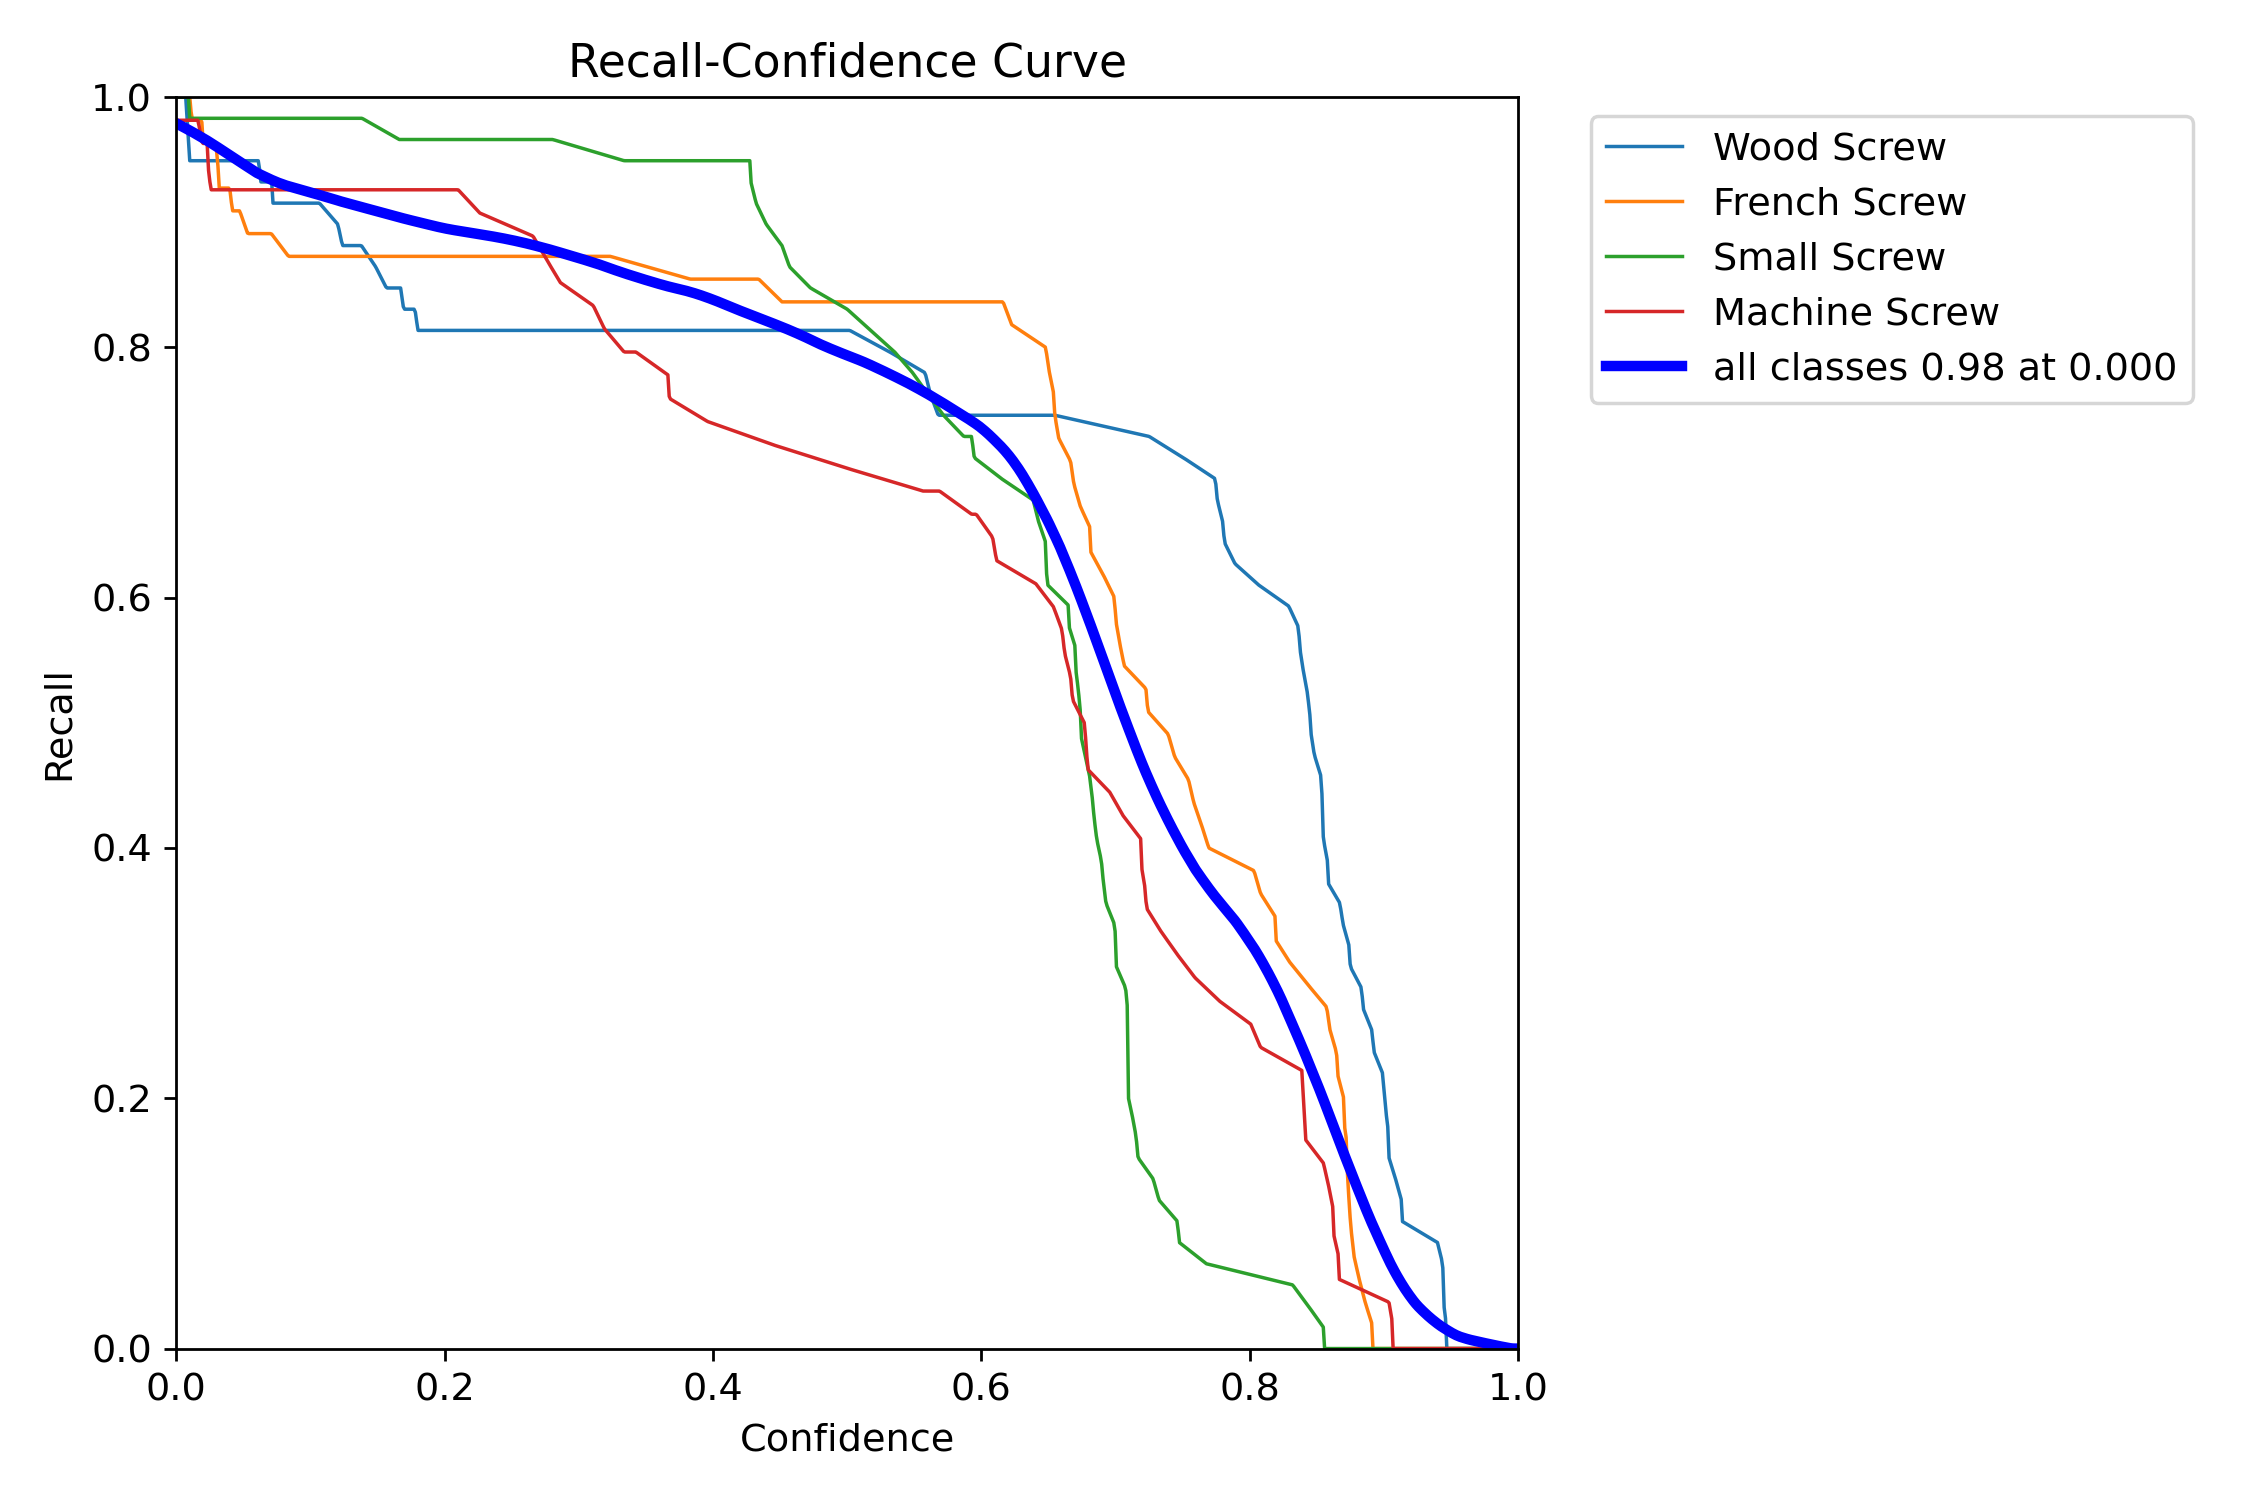 Recall-Confidence Curve
1.0
0.8
0.6
0.4
0.2
0.0
Recall
0.0 0.2 0.4 0.6 0.8 1.0
Confidence
Wood Screw
French Screw
Small Screw
Machine Screw
all classes 0.98 at 0.000